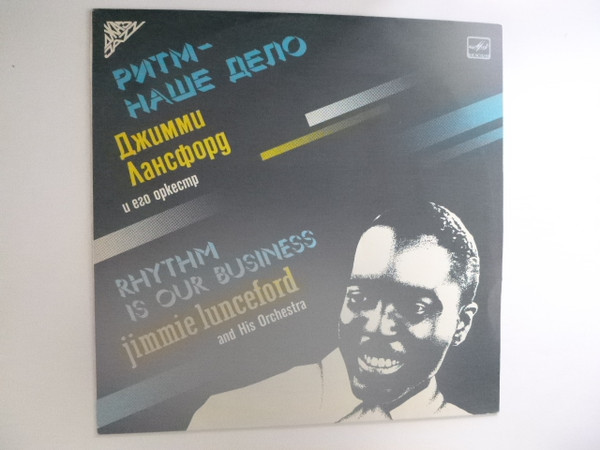 РИТМ-
НАШЕ ДЕЛО
Джимми
Лансфорд
и его оркестр
RHYTHM
IS OUR BUSINESS
jimmie lunceford
and His Orchestra